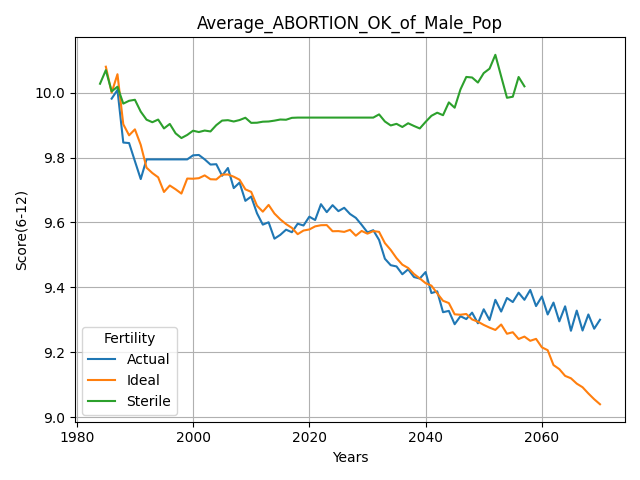 Average_ABORTION_OK_of_Male_Pop
Score(6-12)
10.0
9.8
9.6
9.4
9.2
9.0
Fertility
Actual
Ideal
Sterile
1980 2000 2020 2040 2060
Years